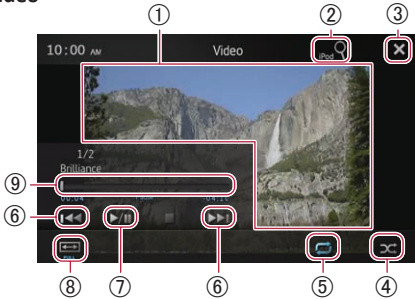 ① ② ③
10:00 AM Video iPod
1/2
Brilliance
⑨
00:04 -04:16
⑥
FULL
⑧ ⑦ ⑥ ⑤ ④